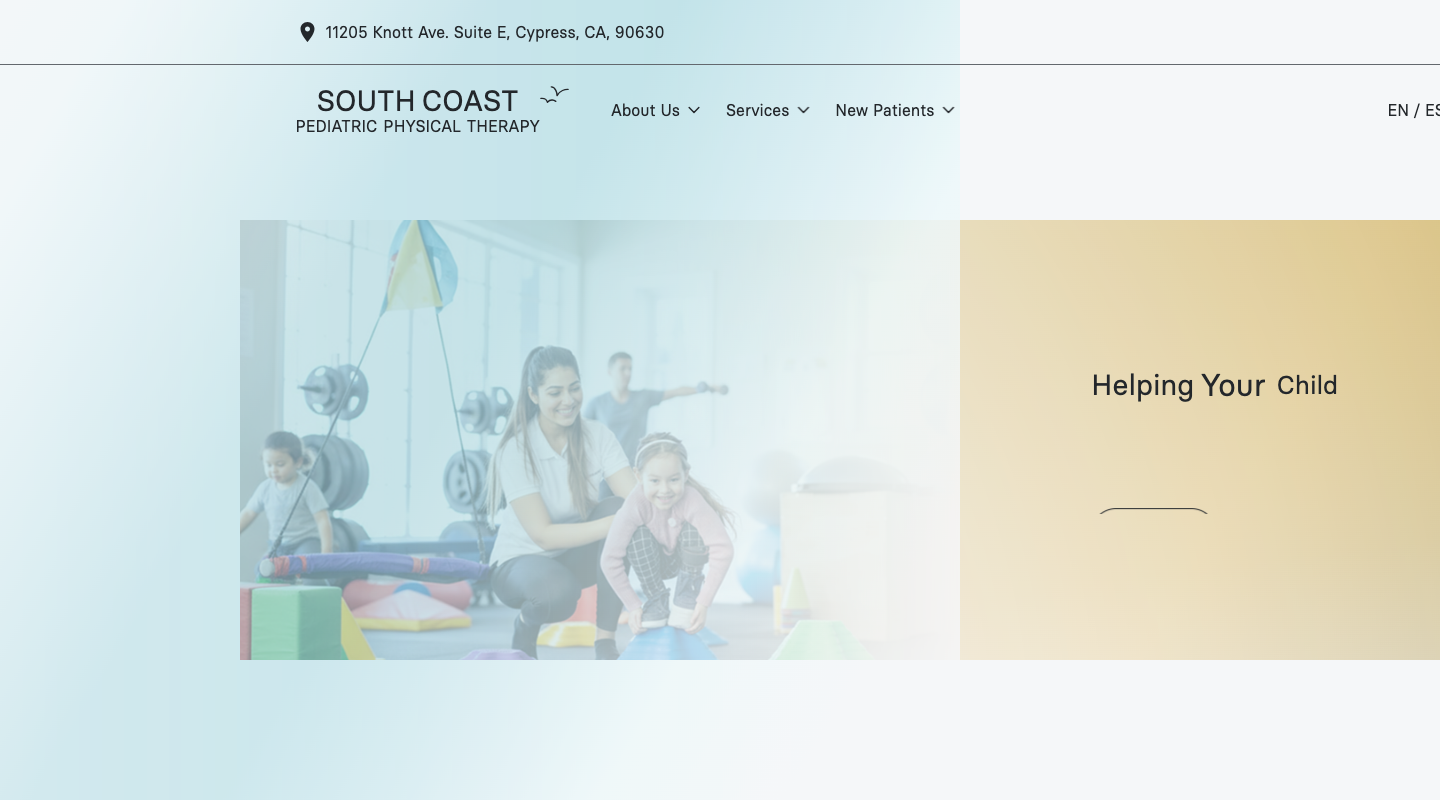 11205 Knott Ave. Suite E, Cypress, CA, 90630
SOUTH COAST
PEDIATRIC PHYSICAL THERAPY
About Us
Services
New Patients
EN / ES
Helping Your Child